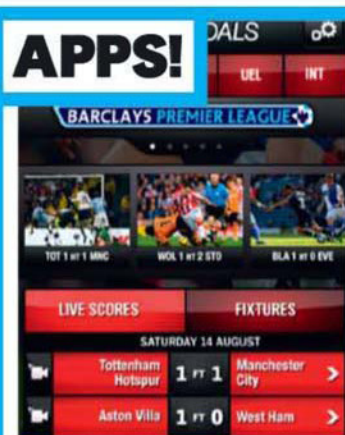 APPS!
OALS
UEL INT
BARCLAYS PREMIER LEAGUE
TOT 1 HT 1 MNC WOL 1 HT 2 STO BLA 1 HT 0 EVE
LIVE SCORES FIXTURES
SATURDAY 14 AUGUST
Tottenham Hotspur 1 FT 1 Manchester City
Aston Villa 1 FT 0 West Ham